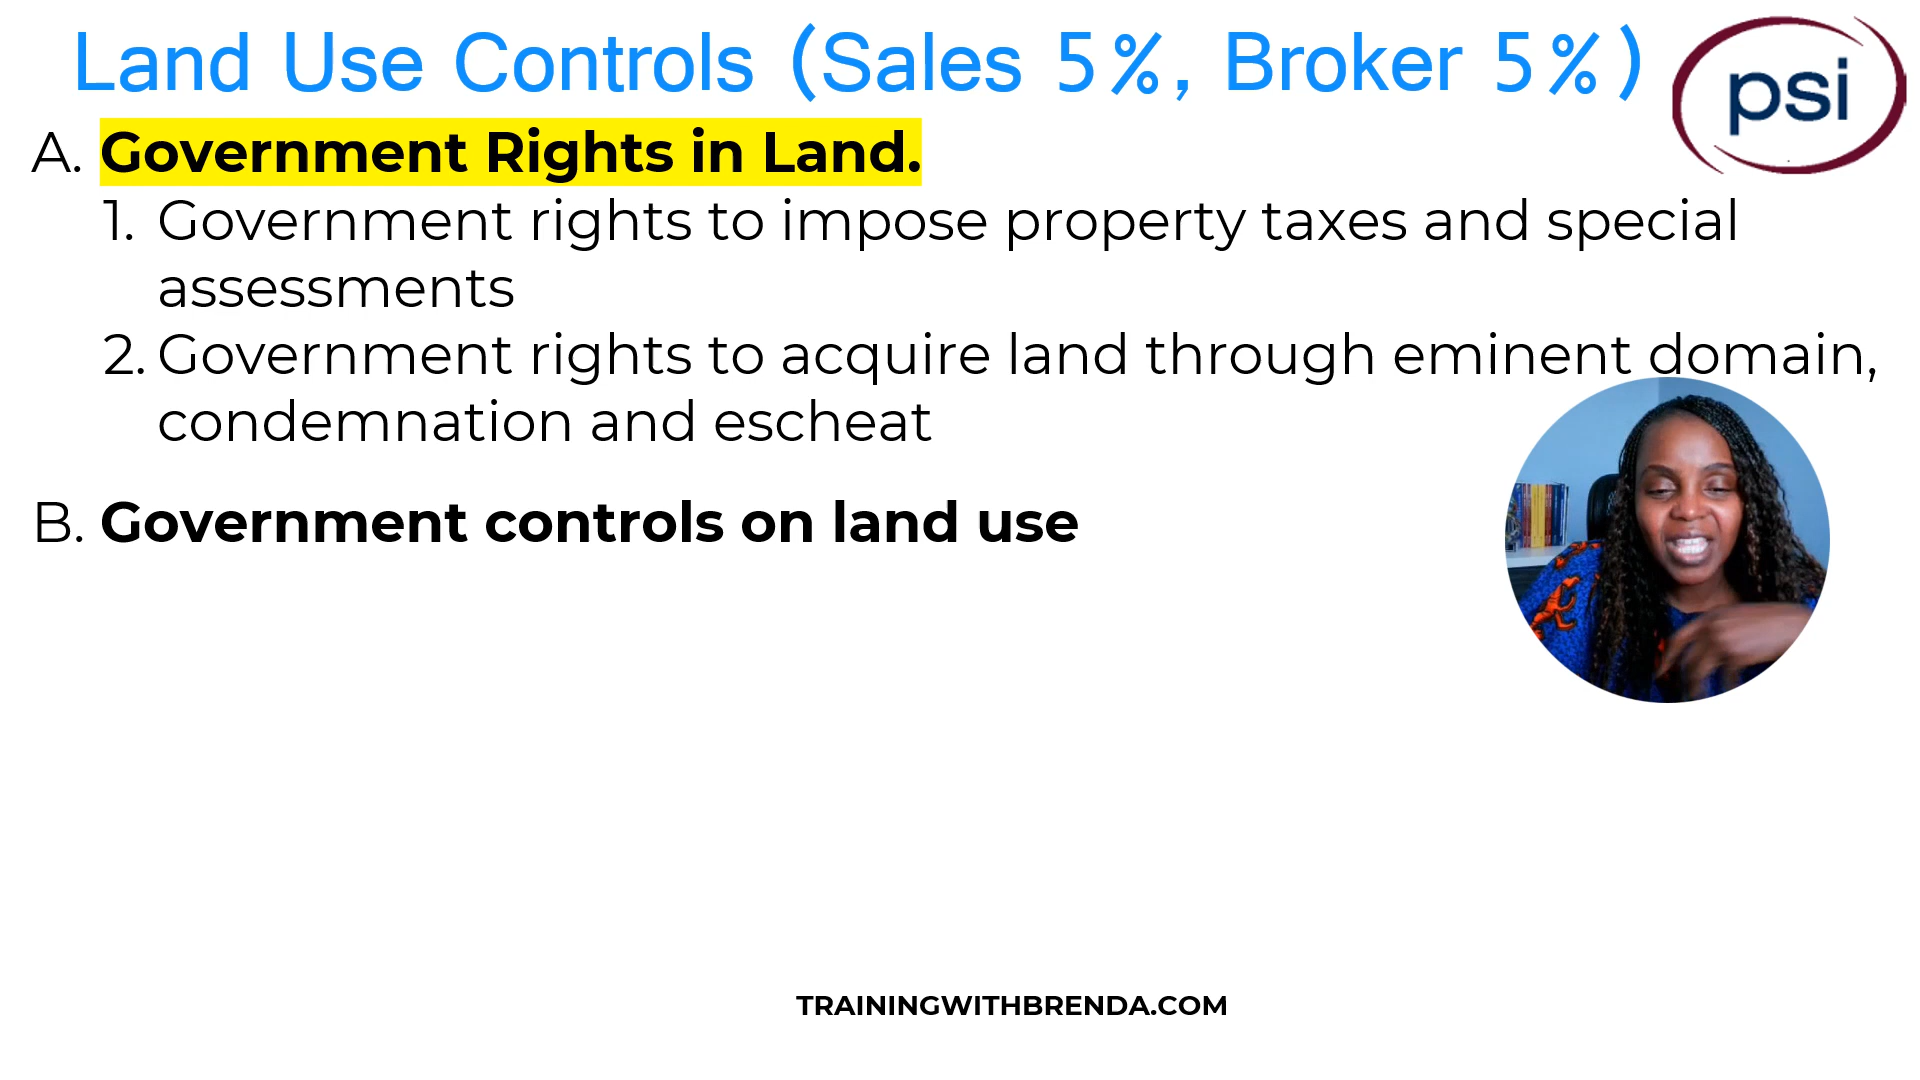 Land Use Controls (Sales 5%, Broker 5%)
psi
A. Government Rights in Land.
1. Government rights to impose property taxes and special
assessments
2. Government rights to acquire land through eminent domain,
condemnation and escheat
B. Government controls on land use
TRAININGWITHBRENDA.COM